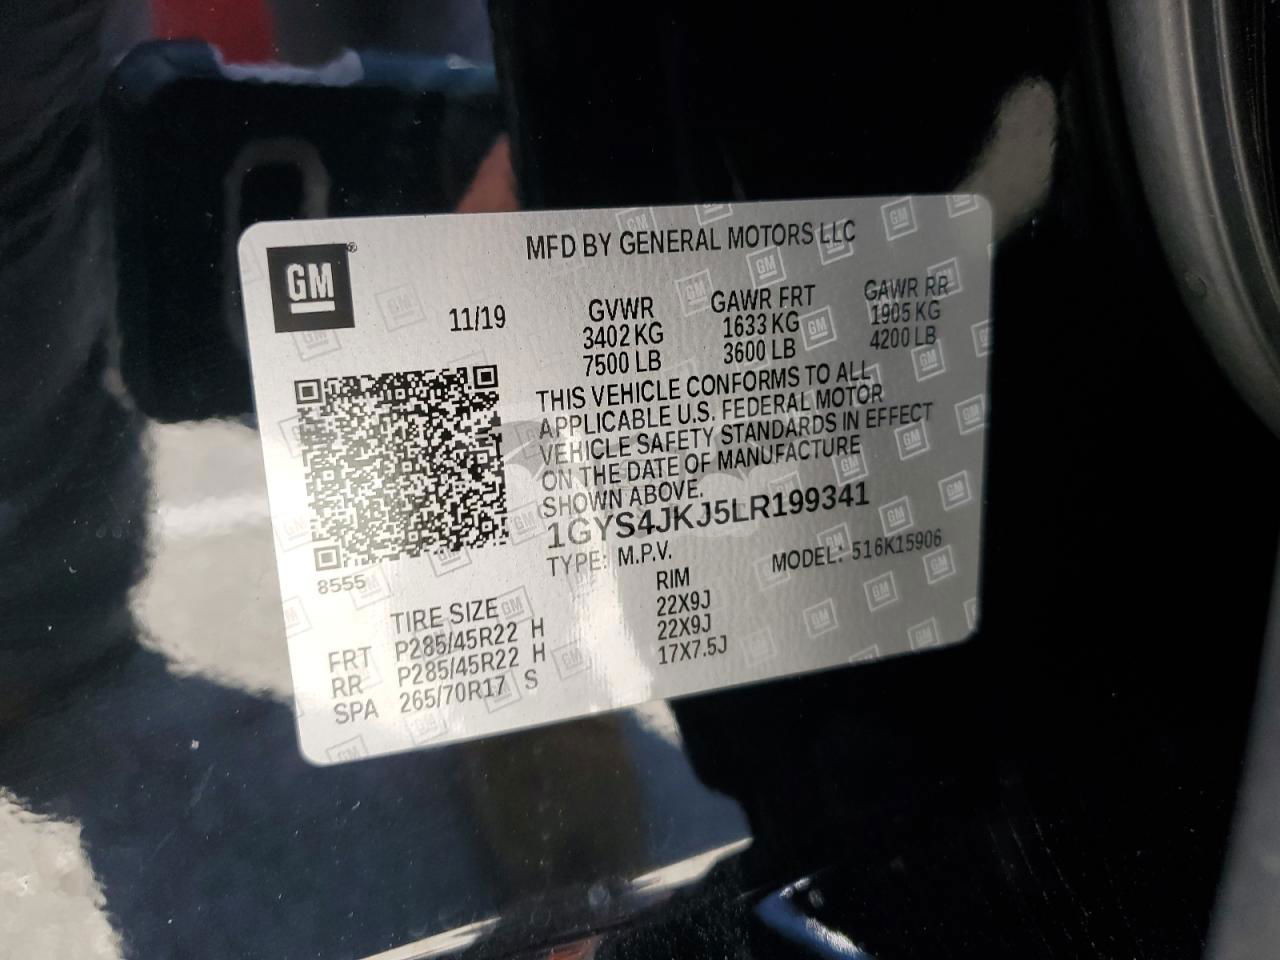 GM
MFD BY GENERAL MOTORS LLC
11/19
GVWR GAWR FRT GAWR RR
3402 KG 1633 KG 1905 KG
7500 LB 3600 LB 4200 LB
THIS VEHICLE CONFORMS TO ALL
APPLICABLE U.S. FEDERAL MOTOR
VEHICLE SAFETY STANDARDS IN EFFECT
ON THE DATE OF MANUFACTURE
SHOWN ABOVE.
1GYS4JKJ5LR199341
TYPE: M.P.V. MODEL: 516K15906
8555
TIRE SIZE RIM
FRT P285/45R22 H 22X9J
RR P285/45R22 H 22X9J
SPA 265/70R17 S 17X7.5J